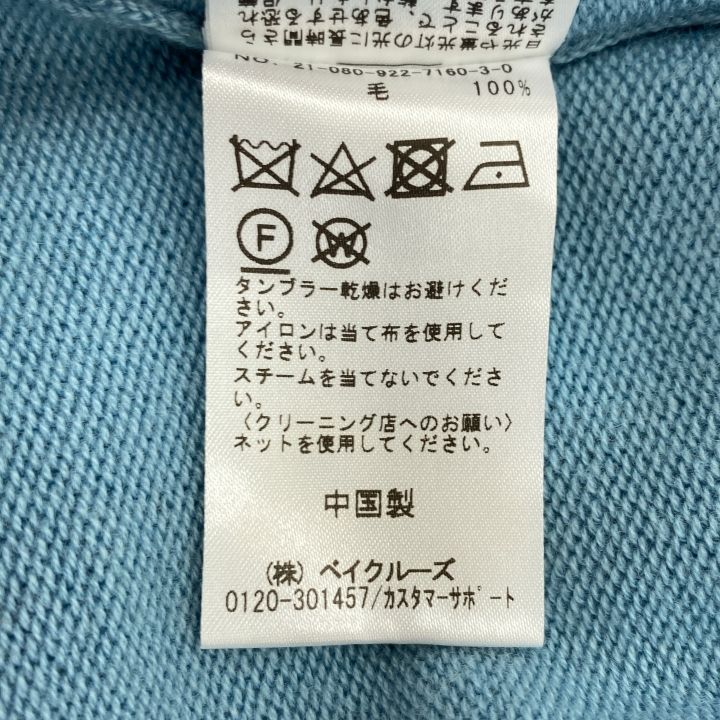 NO. 21-080-922-7160-3-0
毛 100%
F
W
タンブラー乾燥はお避けくだ
さい。
アイロンは当て布を使用して
ください。
スチームを当てないでくださ
い。
〈クリーニング店へのお願い〉
ネットを使用してください。
中国製
(株) ベイクルーズ
0120-301457/カスタマーサポート